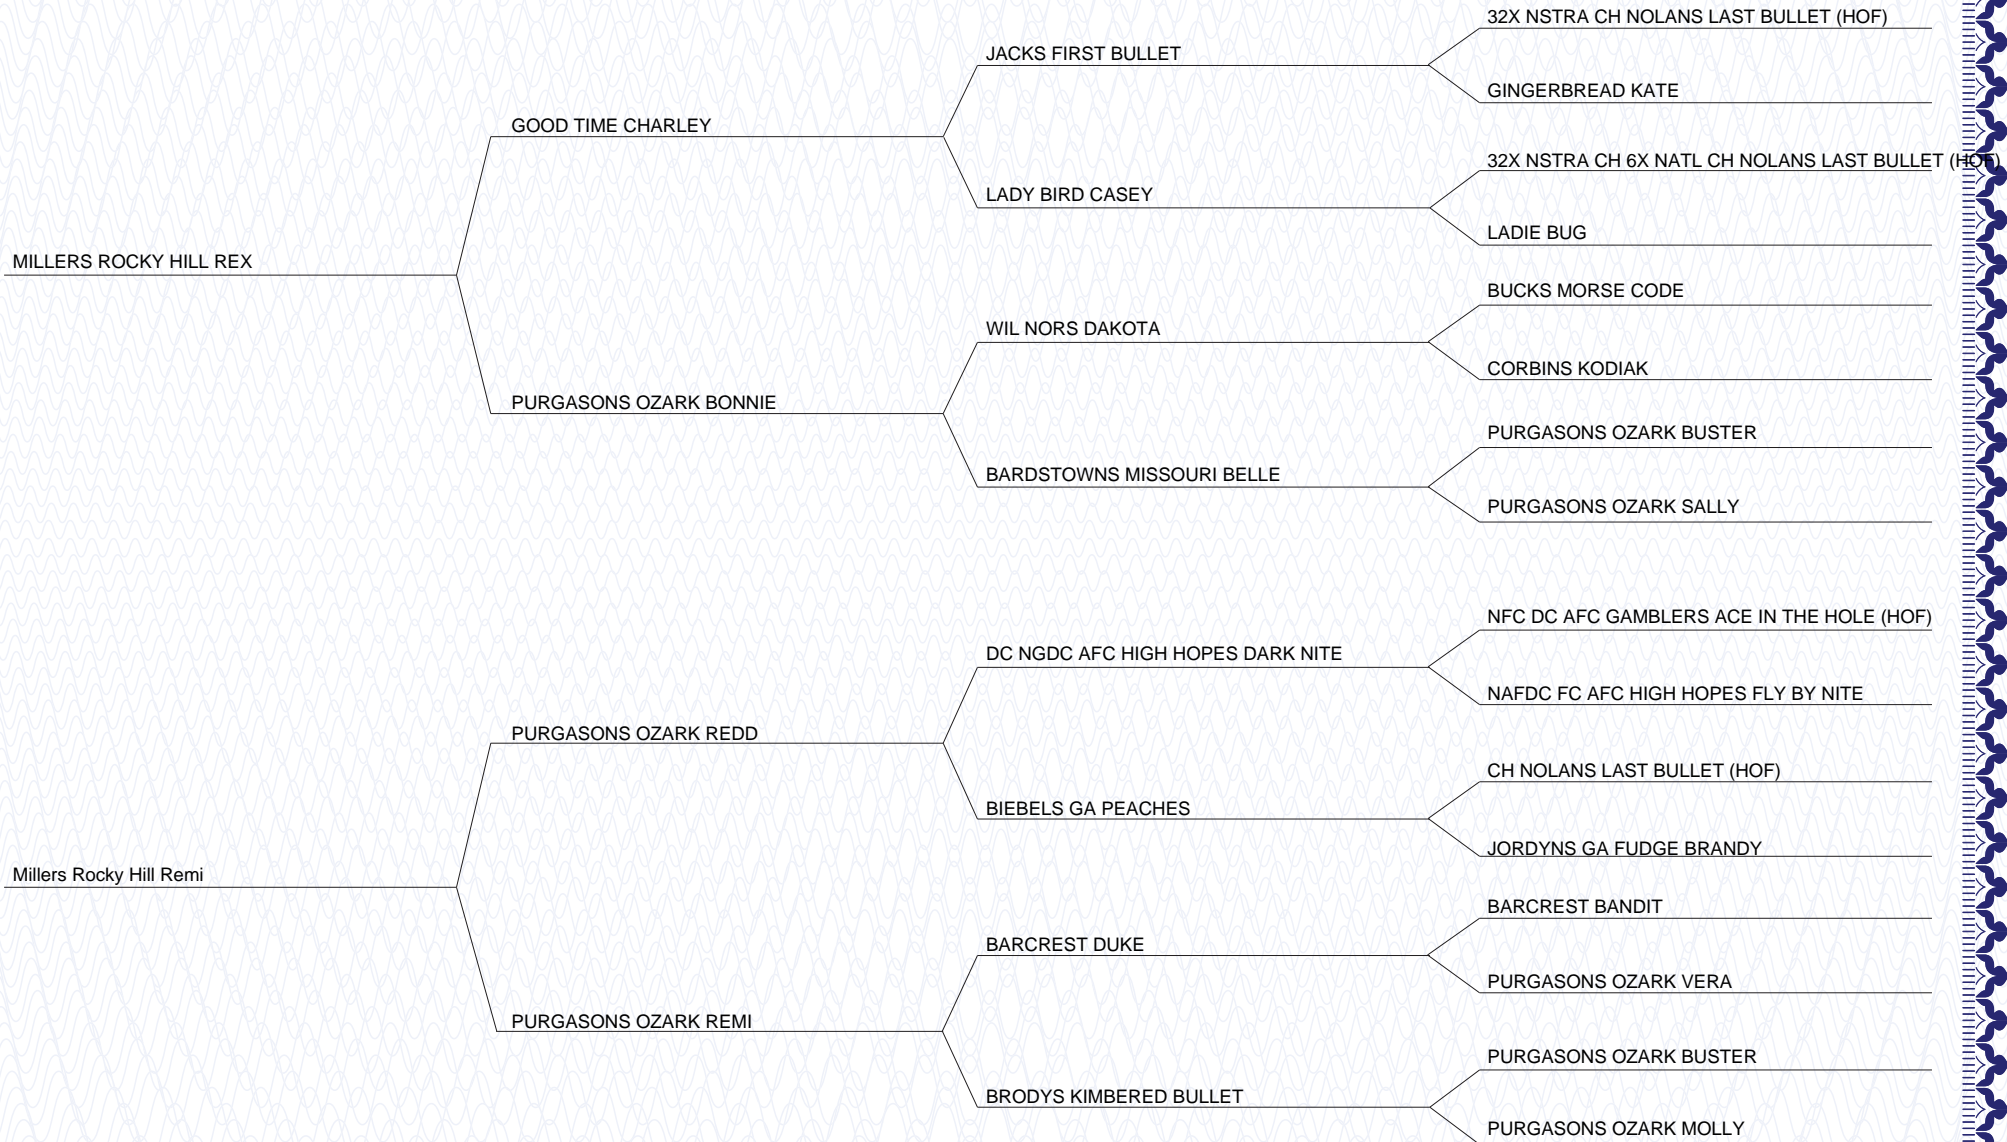 32X NSTRA CH NOLANS LAST BULLET (HOF)
JACKS FIRST BULLET
GINGERBREAD KATE
GOOD TIME CHARLEY
32X NSTRA CH 6X NATL CH NOLANS LAST BULLET (HOF)
LADY BIRD CASEY
LADIE BUG
MILLERS ROCKY HILL REX
BUCKS MORSE CODE
WIL NORS DAKOTA
CORBINS KODIAK
PURGASONS OZARK BONNIE
PURGASONS OZARK BUSTER
BARDSTOWNS MISSOURI BELLE
PURGASONS OZARK SALLY
NFC DC AFC GAMBLERS ACE IN THE HOLE (HOF)
DC NGDC AFC HIGH HOPES DARK NITE
NAFDC FC AFC HIGH HOPES FLY BY NITE
PURGASONS OZARK REDD
CH NOLANS LAST BULLET (HOF)
BIEBELS GA PEACHES
JORDYNS GA FUDGE BRANDY
Millers Rocky Hill Remi
BARCREST BANDIT
BARCREST DUKE
PURGASONS OZARK VERA
PURGASONS OZARK REMI
PURGASONS OZARK BUSTER
BRODYS KIMBERED BULLET
PURGASONS OZARK MOLLY